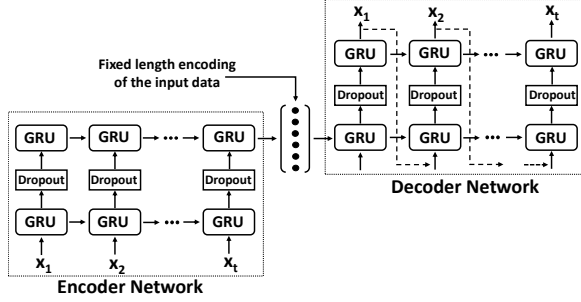 x1 x2 xt
GRU GRU ••• GRU
Fixed length encoding
of the input data
Dropout Dropout Dropout
GRU GRU ••• GRU
GRU GRU ••• GRU
Dropout Dropout Dropout
Decoder Network
GRU GRU ••• GRU
x1 x2 xt
Encoder Network